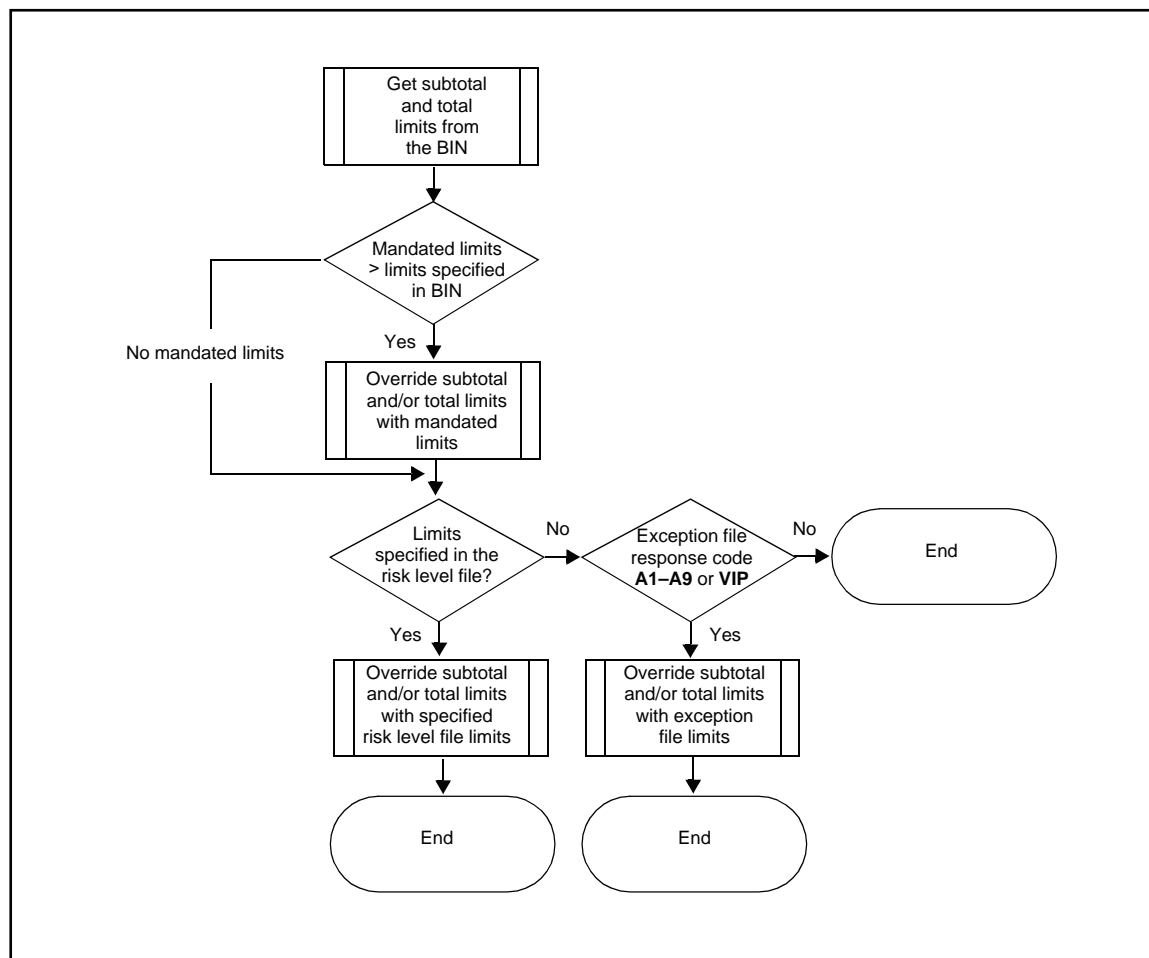 Get subtotal
and total
limits from
the BIN
Mandated limits
> limits specified
in BIN
No mandated limits
Yes
Override subtotal
and/or total limits
with mandated
limits
Limits
specified in the
risk level file?
No
Exception file
response code
A1–A9 or VIP
No
End
Yes
Yes
Override subtotal
and/or total limits
with specified
risk level file limits
Override subtotal
and/or total limits
with exception
file limits
End
End